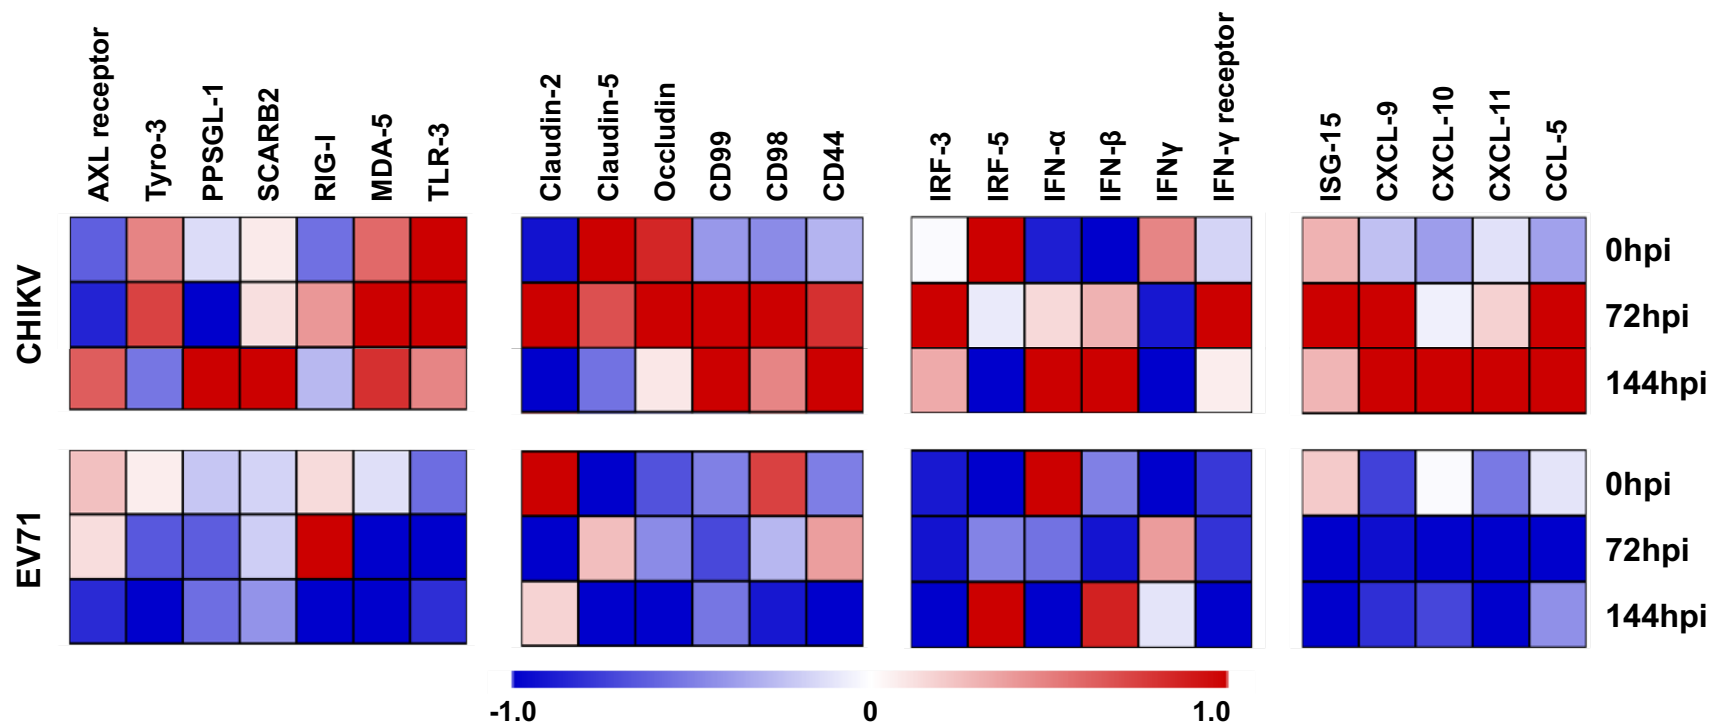 AXL receptor
Tyro-3
PPSGL-1
SCARB2
RIG-I
MDA-5
TLR-3
Claudin-2
Claudin-5
Occludin
CD99
CD98
CD44
IRF-3
IRF-5
IFN-α
IFN-β
IFNγ
IFN-γ receptor
ISG-15
CXCL-9
CXCL-10
CXCL-11
CCL-5
CHIKV
0hpi
72hpi
144hpi
EV71
0hpi
72hpi
144hpi
-1.0 0 1.0